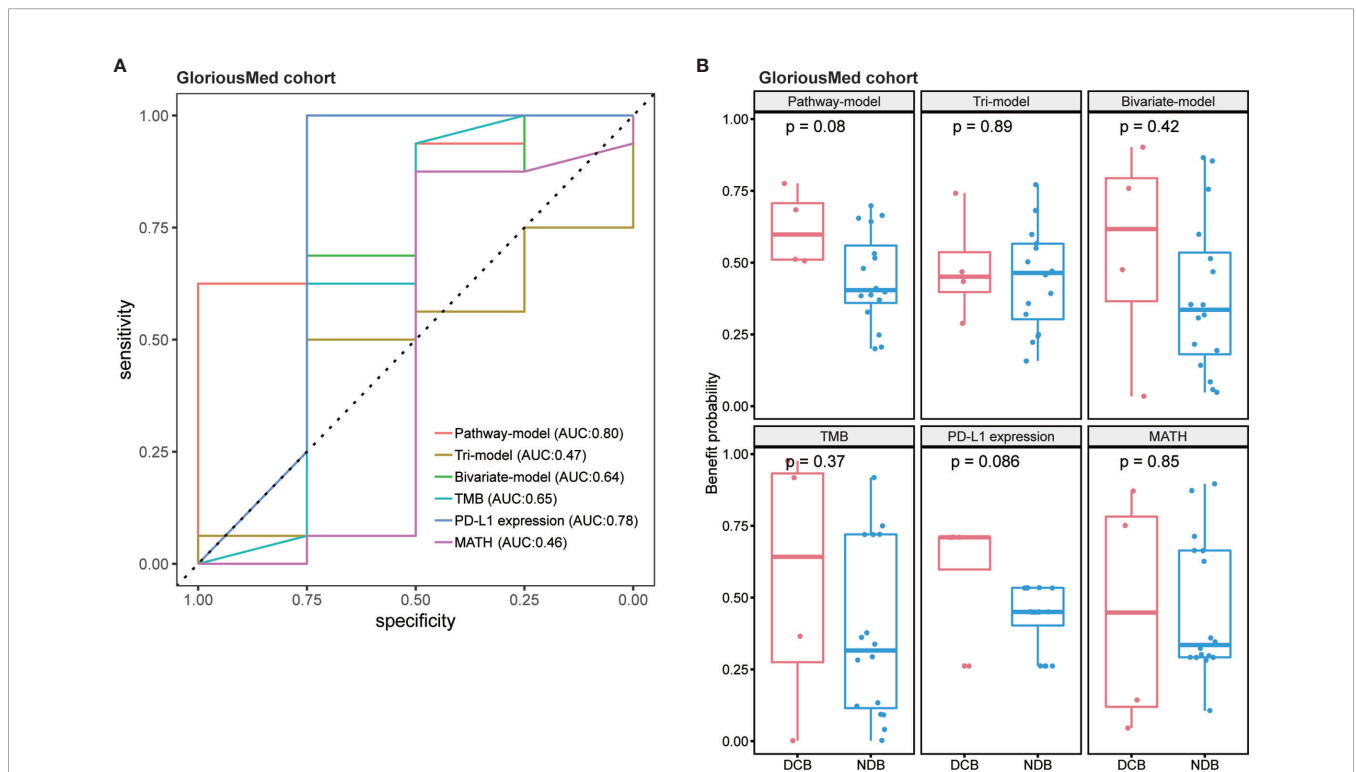 A
GloriousMed cohort
1.00
0.75
0.50
0.25
0.00
sensitivity
Pathway-model (AUC:0.80)
Tri-model (AUC:0.47)
Bivariate-model (AUC:0.64)
TMB (AUC:0.65)
PD-L1 expression (AUC:0.78)
MATH (AUC:0.46)
1.00 0.75 0.50 0.25 0.00
specificity
B
GloriousMed cohort
Pathway-model Tri-model Bivariate-model
p = 0.08 p = 0.89 p = 0.42
1.00
0.75
0.50
0.25
0.00
Benefit probability
TMB PD-L1 expression MATH
p = 0.37 p = 0.086 p = 0.85
1.00
0.75
0.50
0.25
0.00
DCB NDB DCB NDB DCB NDB